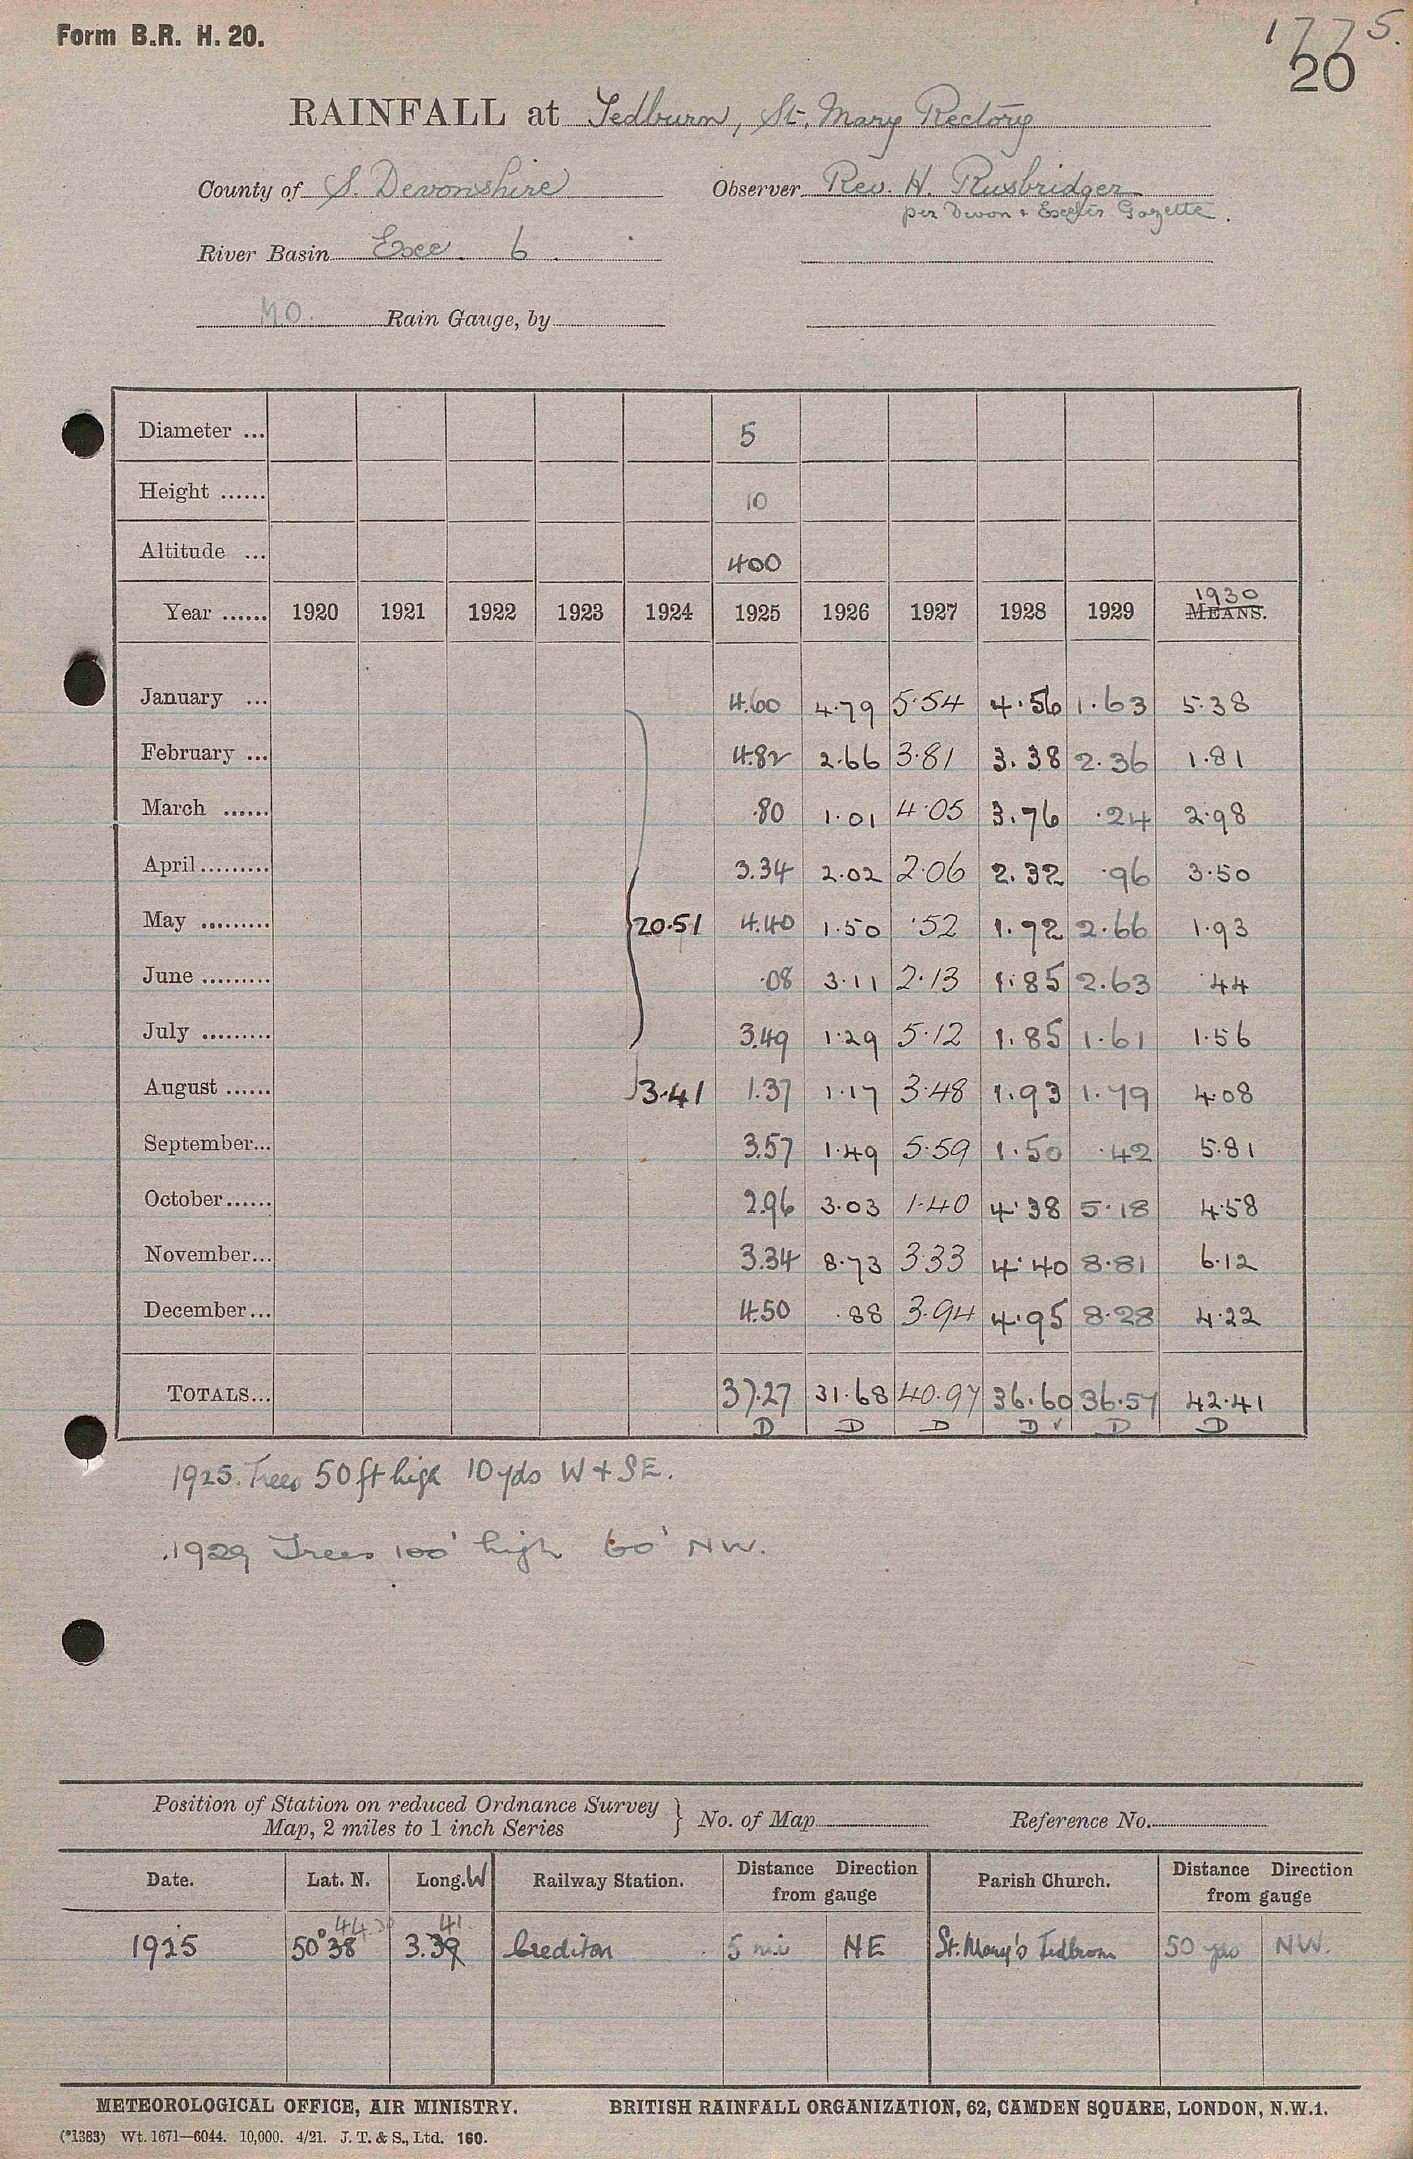 Form B.R. H. 20.
1775.
20
RAINFALL at Tedburn, St. Mary Rectory
County of S. Devonshire Observer Rev. H. Rusbridger
per Devon + Exeter Gazette.
River Basin Exe. 6.
M.O. Rain Gauge, by
Diameter ... 5
Height ...... 10
Altitude ... 400
1930
Year ...... 1920 1921 1922 1923 1924 1925 1926 1927 1928 1929 MEANS.
January ... 4.60 4.79 5.54 4.56 1.63 5.38
February ... 4.82 2.66 3.81 3.38 2.36 1.81
March ...... .80 1.01 4.05 3.76 .24 2.98
April ......... 3.34 2.02 2.06 2.32 .96 3.50
May ......... 20.51 4.40 1.50 .52 1.92 2.66 1.93
June ......... .08 3.11 2.13 1.85 2.63 .44
July ......... 3.49 1.29 5.12 1.85 1.61 1.56
August ...... 3.41 1.37 1.17 3.48 1.93 1.79 4.08
September... 3.57 1.49 5.59 1.50 .42 5.81
October...... 2.96 3.03 1.40 4.38 5.18 4.58
November... 3.34 8.73 3.33 4.40 8.81 6.12
December... 4.50 .88 3.94 4.95 8.28 4.22
TOTALS... 37.27 31.68 40.97 36.60 36.57 42.41
D D D D ✓ D D
1925. Trees 50 ft high 10 yds W + SE.
1929 Trees 100' high 60' NW.
Position of Station on reduced Ordnance Survey
Map, 2 miles to 1 inch Series } No. of Map Reference No.
Date. Lat. N. Long. W Railway Station. Distance Direction from gauge Parish Church. Distance Direction from gauge
44 41
1925 50°38 3.39 Crediton 5 mi NE St. Mary's Tedburn 50 yds NW.
METEOROLOGICAL OFFICE, AIR MINISTRY. BRITISH RAINFALL ORGANIZATION, 62, CAMDEN SQUARE, LONDON, N.W.1.
(*1383) Wt. 1671—6044. 10,000. 4/21. J. T. & S., Ltd. 160.